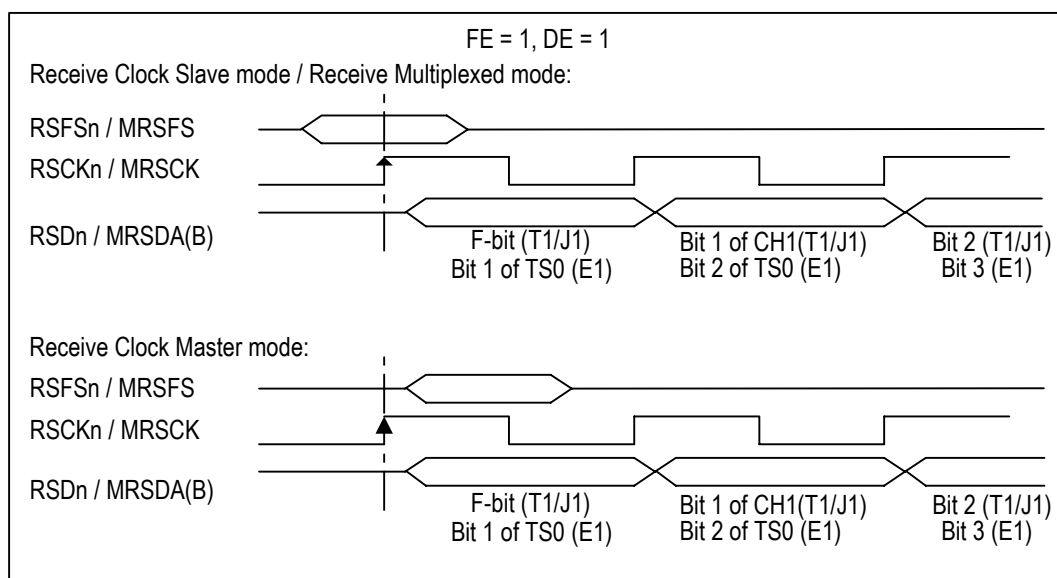 FE = 1, DE = 1
Receive Clock Slave mode / Receive Multiplexed mode:
RSFSn / MRSFS
RSCKn / MRSCK
RSDn / MRSDA(B)
F-bit (T1/J1)
Bit 1 of TS0 (E1)
Bit 1 of CH1(T1/J1)
Bit 2 of TS0 (E1)
Bit 2 (T1/J1)
Bit 3 (E1)
Receive Clock Master mode:
RSFSn / MRSFS
RSCKn / MRSCK
RSDn / MRSDA(B)
F-bit (T1/J1)
Bit 1 of TS0 (E1)
Bit 1 of CH1(T1/J1)
Bit 2 of TS0 (E1)
Bit 2 (T1/J1)
Bit 3 (E1)